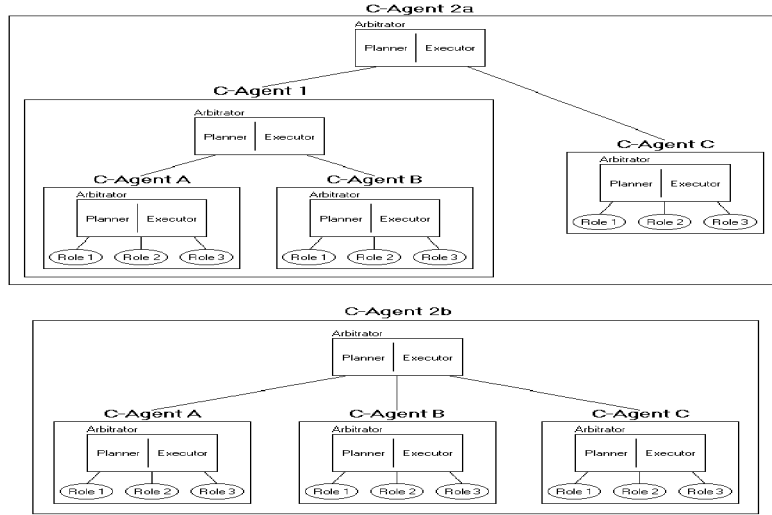 C-Agent 2a
Arbitrator
Planner Executor
C-Agent 1
Arbitrator
Planner Executor
C-Agent C
Arbitrator
Planner Executor
Role 1 Role 2 Role 3
C-Agent A C-Agent B
Arbitrator Arbitrator
Planner Executor Planner Executor
Role 1 Role 2 Role 3 Role 1 Role 2 Role 3
C-Agent 2b
Arbitrator
Planner Executor
C-Agent A C-Agent B C-Agent C
Arbitrator Arbitrator Arbitrator
Planner Executor Planner Executor Planner Executor
Role 1 Role 2 Role 3 Role 1 Role 2 Role 3 Role 1 Role 2 Role 3